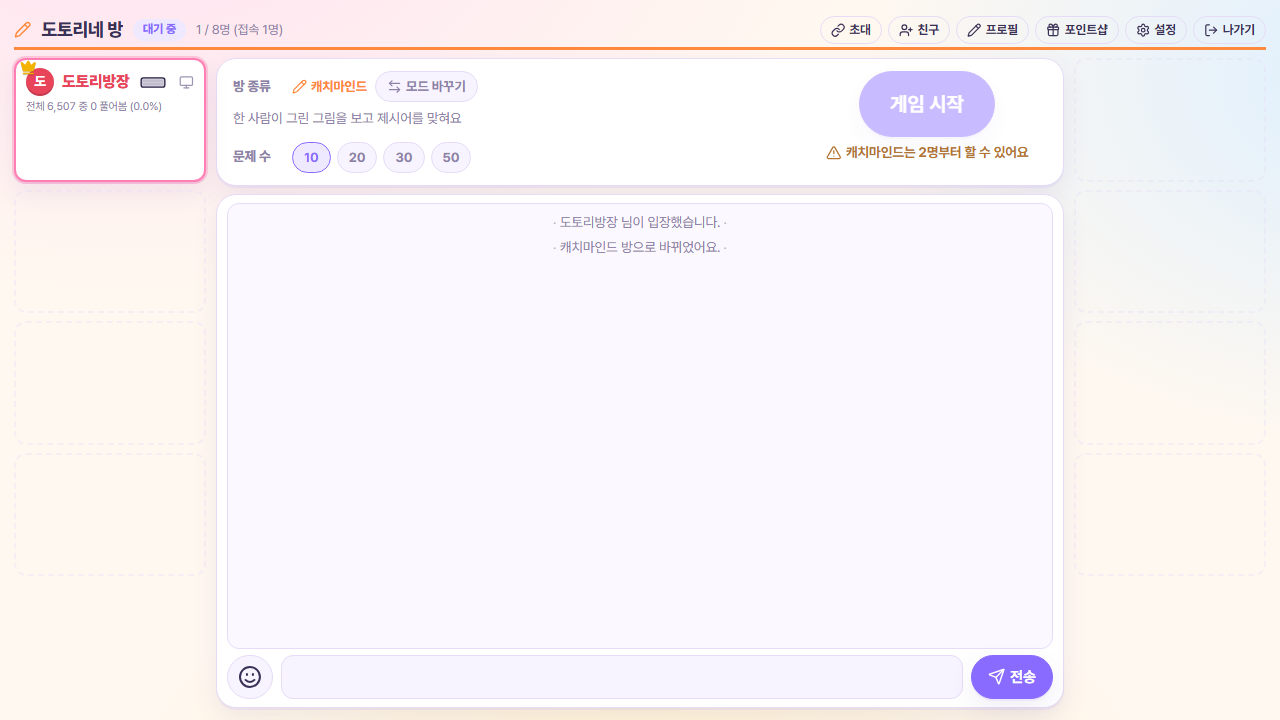 도토리네 방
대기 중
1 / 8명 (접속 1명)
초대
친구
프로필
포인트샵
설정
나가기
도
도토리방장
전체 6,507 중 0 풀어봄 (0.0%)
방 종류
캐치마인드
모드 바꾸기
한 사람이 그린 그림을 보고 제시어를 맞혀요
문제 수
10
20
30
50
게임 시작
캐치마인드는 2명부터 할 수 있어요
· 도토리방장 님이 입장했습니다. ·
· 캐치마인드 방으로 바뀌었어요. ·
전송